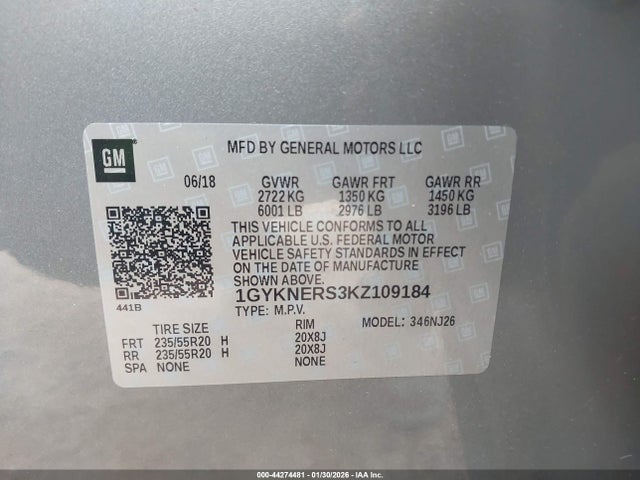 GM
MFD BY GENERAL MOTORS LLC
06/18 GVWR GAWR FRT GAWR RR
2722 KG 1350 KG 1450 KG
6001 LB 2976 LB 3196 LB
THIS VEHICLE CONFORMS TO ALL
APPLICABLE U.S. FEDERAL MOTOR
VEHICLE SAFETY STANDARDS IN EFFECT
ON THE DATE OF MANUFACTURE
SHOWN ABOVE.
1GYKNERS3KZ109184
441B TYPE: M.P.V. MODEL: 346NJ26
TIRE SIZE RIM
FRT 235/55R20 H 20X8J
RR 235/55R20 H 20X8J
SPA NONE NONE
000-44274481 - 01/30/2026 - IAA Inc.